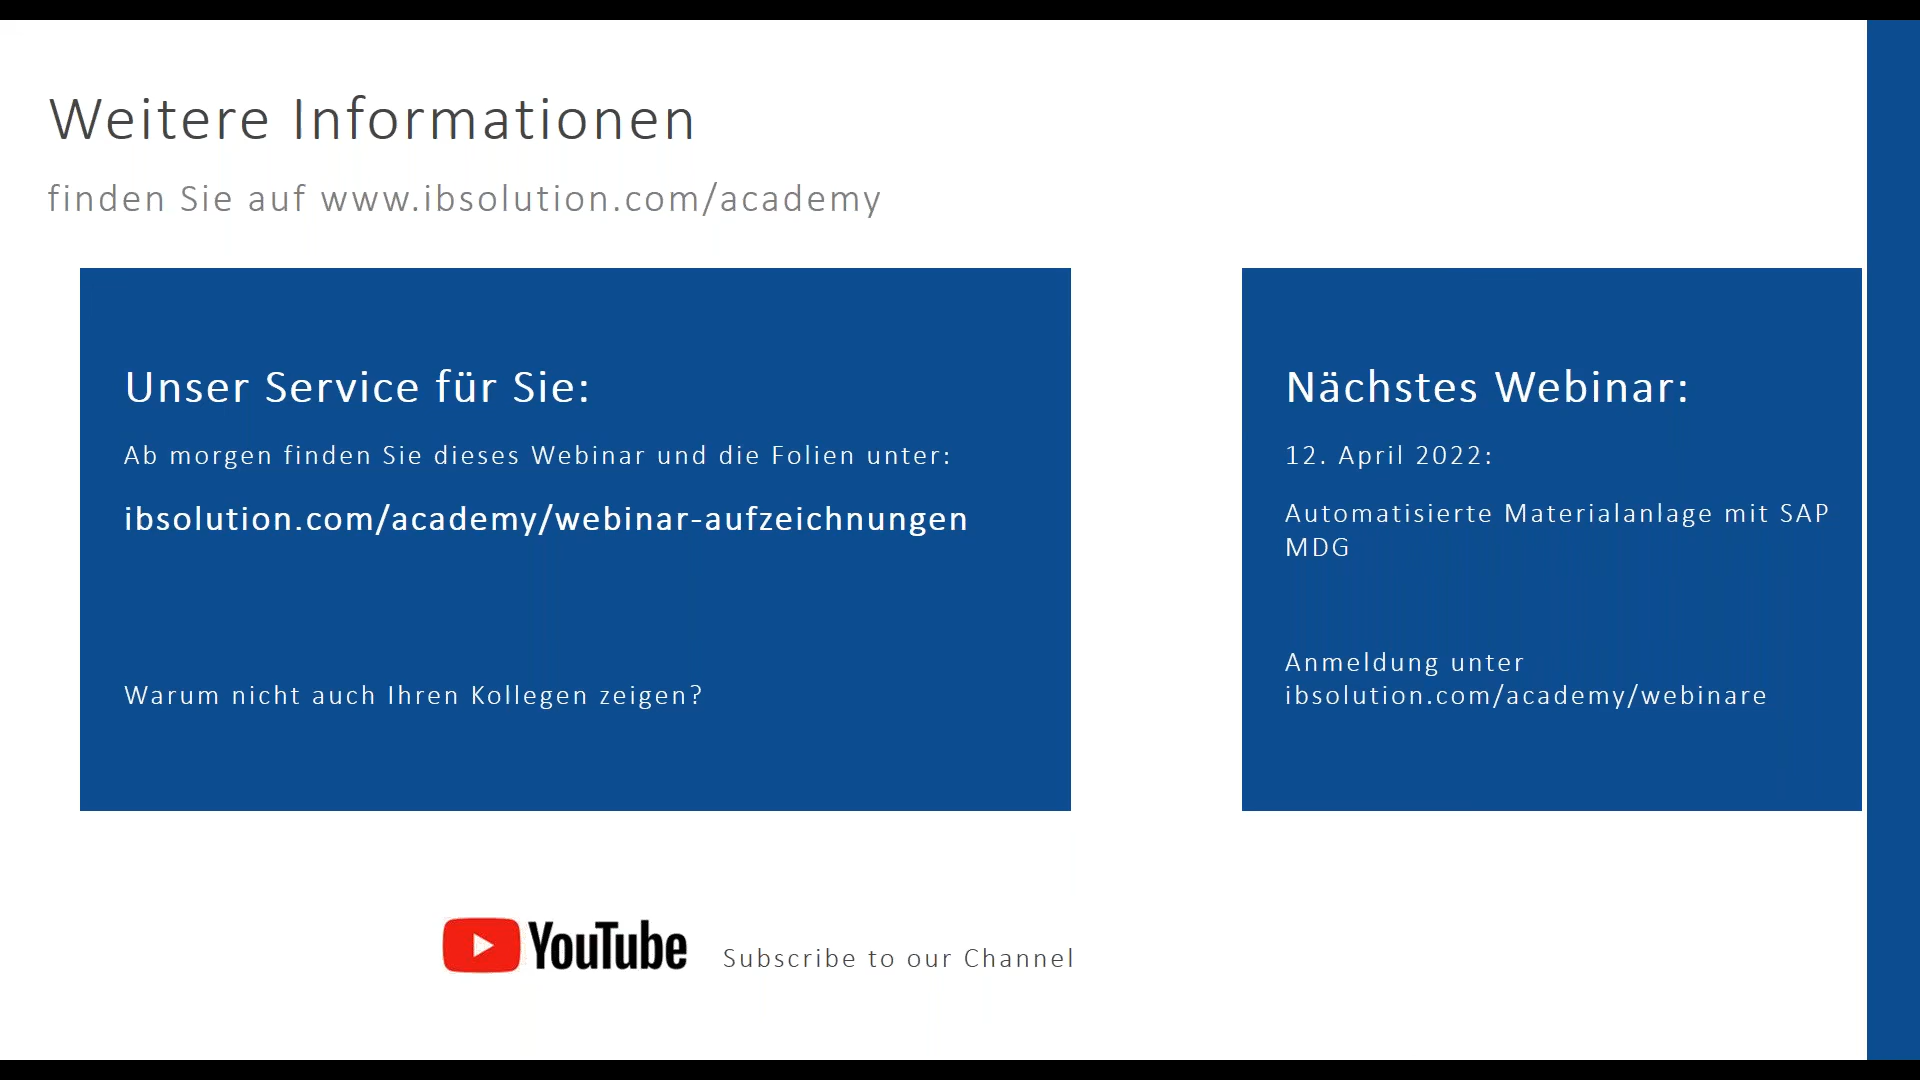 Weitere Informationen
finden Sie auf www.ibsolution.com/academy
Unser Service für Sie:
Ab morgen finden Sie dieses Webinar und die Folien unter:
ibsolution.com/academy/webinar-aufzeichnungen
Warum nicht auch Ihren Kollegen zeigen?
Nächstes Webinar:
12. April 2022:
Automatisierte Materialanlage mit SAP
MDG
Anmeldung unter
ibsolution.com/academy/webinare
YouTube
Subscribe to our Channel